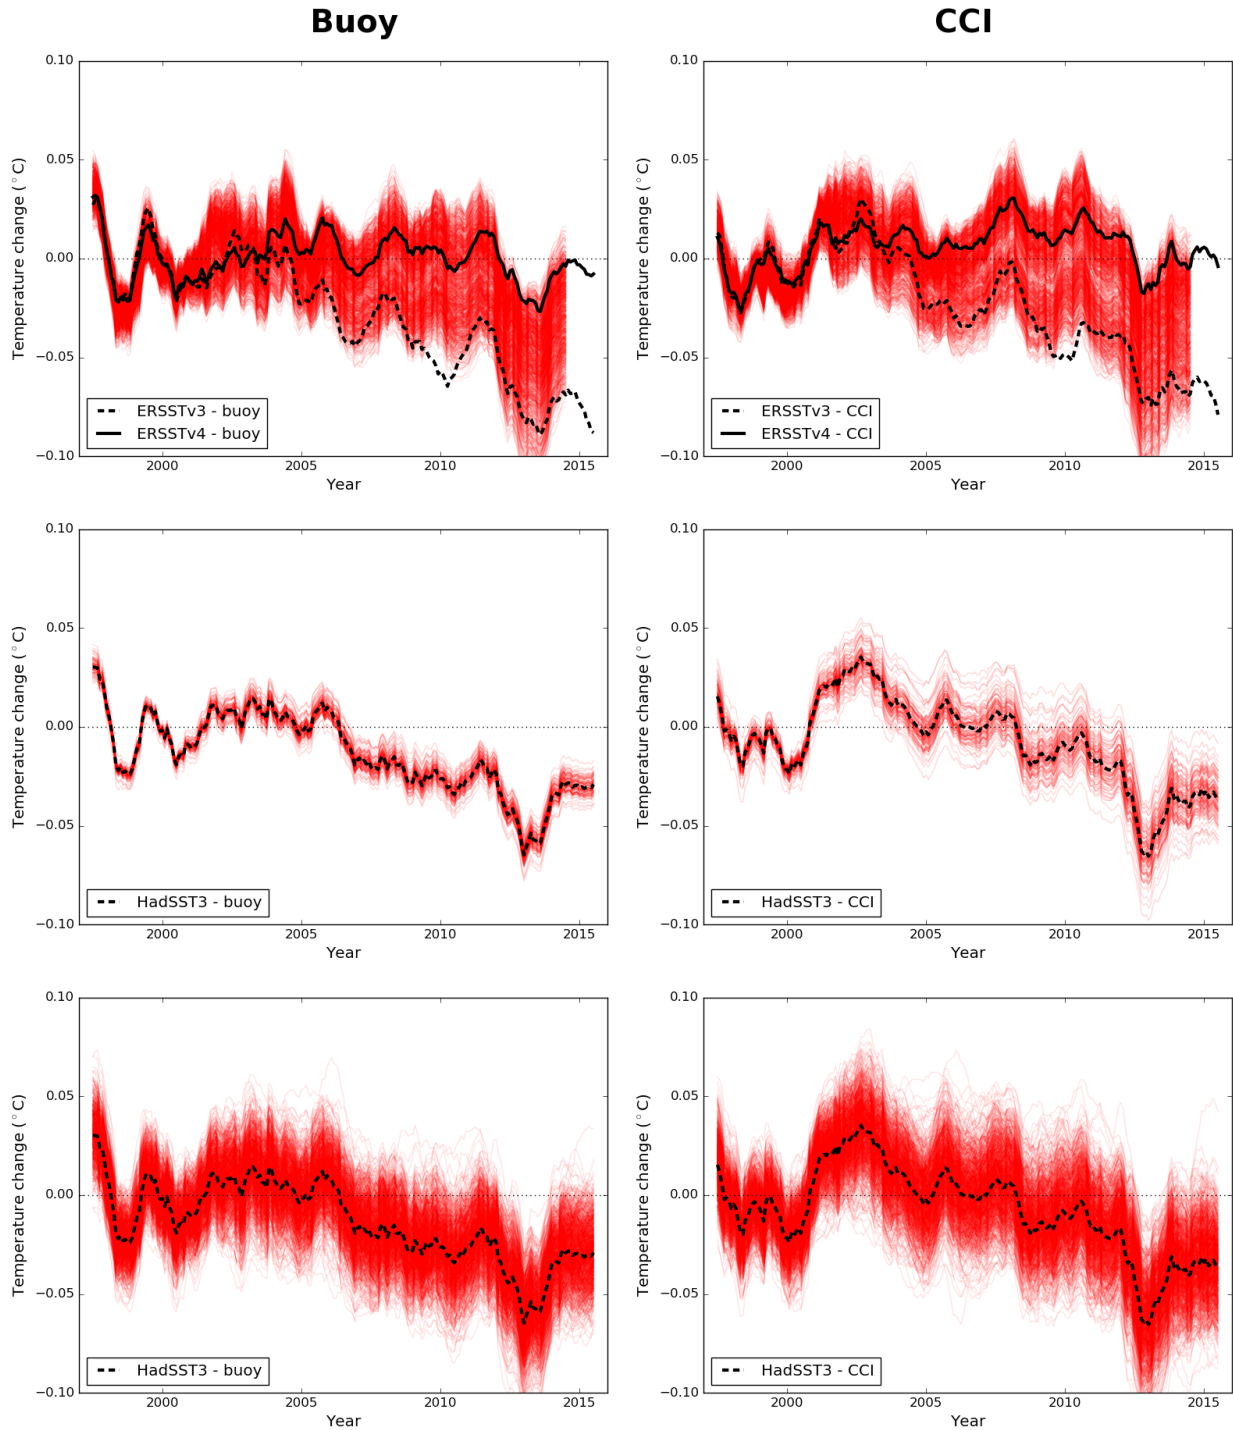 Buoy
CCI
0.10
0.05
0.00
−0.05
−0.10
Temperature change (°C)
2000
2005
2010
2015
Year
ERSSTv3 - buoy
ERSSTv4 - buoy
0.10
0.05
0.00
−0.05
−0.10
Temperature change (°C)
2000
2005
2010
2015
Year
ERSSTv3 - CCI
ERSSTv4 - CCI
0.10
0.05
0.00
−0.05
−0.10
Temperature change (°C)
2000
2005
2010
2015
Year
HadSST3 - buoy
0.10
0.05
0.00
−0.05
−0.10
Temperature change (°C)
2000
2005
2010
2015
Year
HadSST3 - CCI
0.10
0.05
0.00
−0.05
−0.10
Temperature change (°C)
2000
2005
2010
2015
Year
HadSST3 - buoy
0.10
0.05
0.00
−0.05
−0.10
Temperature change (°C)
2000
2005
2010
2015
Year
HadSST3 - CCI